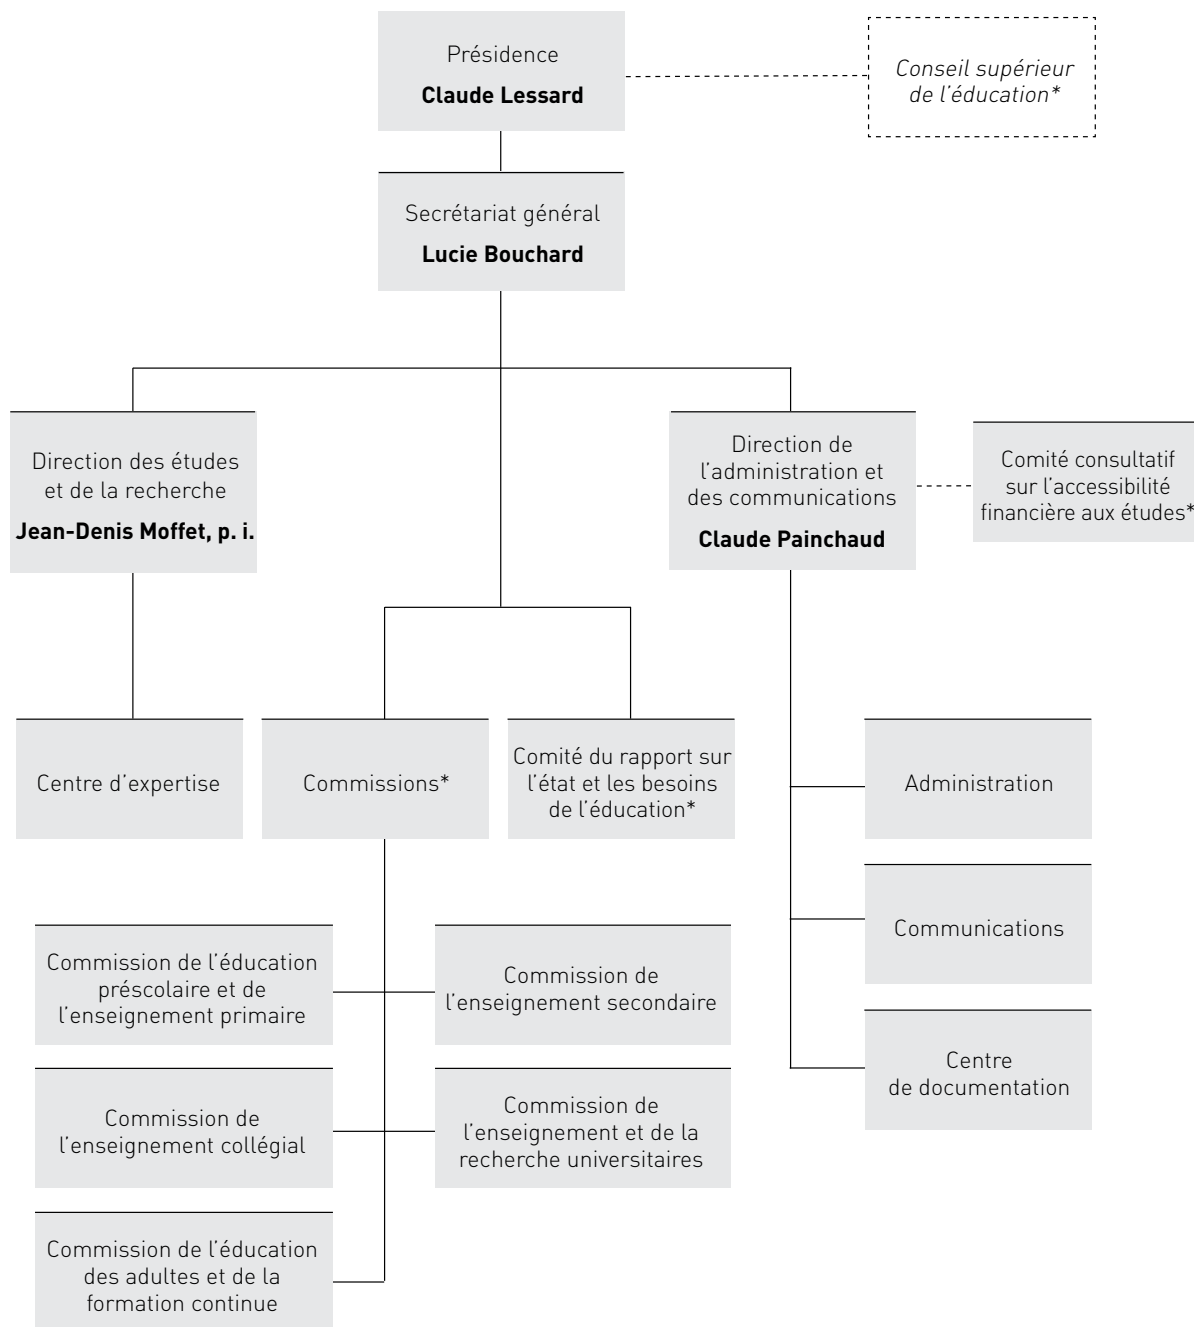 Présidence
Claude Lessard
Conseil supérieur
de l'éducation*
Secrétariat général
Lucie Bouchard
Direction des études
et de la recherche
Jean-Denis Moffet, p. i.
Direction de
l'administration et
des communications
Claude Painchaud
Comité consultatif
sur l'accessibilité
financière aux études*
Centre d'expertise
Commissions*
Comité du rapport sur
l'état et les besoins
de l'éducation*
Administration
Communications
Centre
de documentation
Commission de l'éducation
préscolaire et de
l'enseignement primaire
Commission de
l'enseignement secondaire
Commission de
l'enseignement collégial
Commission de
l'enseignement et de la
recherche universitaires
Commission de l'éducation
des adultes et de la
formation continue